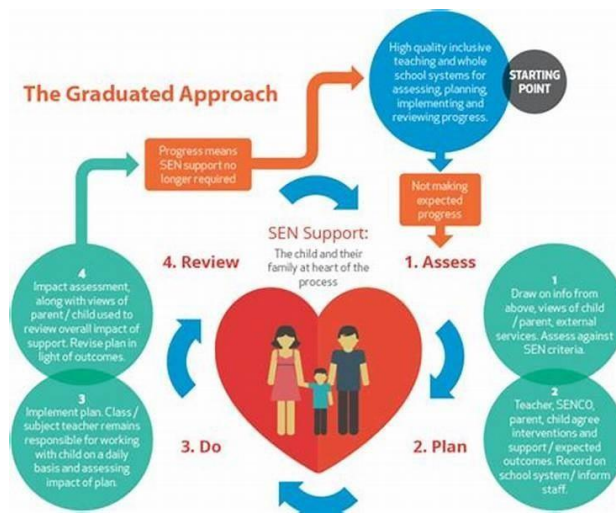 The Graduated Approach
High quality inclusive
teaching and whole
school systems for
assessing, planning,
implementing and
reviewing progress.
STARTING
POINT
Progress means
SEN support no
longer required
Not making
expected
progress
SEN Support:
The child and their
family at heart of the
process
4. Review
1. Assess
4
Impact assessment,
along with views of
parent / child used to
review overall impact of
support. Revise plan in
light of outcomes.
1
Draw on info from
above, views of child
/ parent, external
services. Assess against
SEN criteria.
3
Implement plan. Class /
subject teacher remains
responsible for working
with child on a daily
basis and assessing
impact of plan.
3. Do
2. Plan
2
Teacher, SENCO,
parent, child agree
interventions and
support / expected
outcomes. Record on
school system / inform
staff.